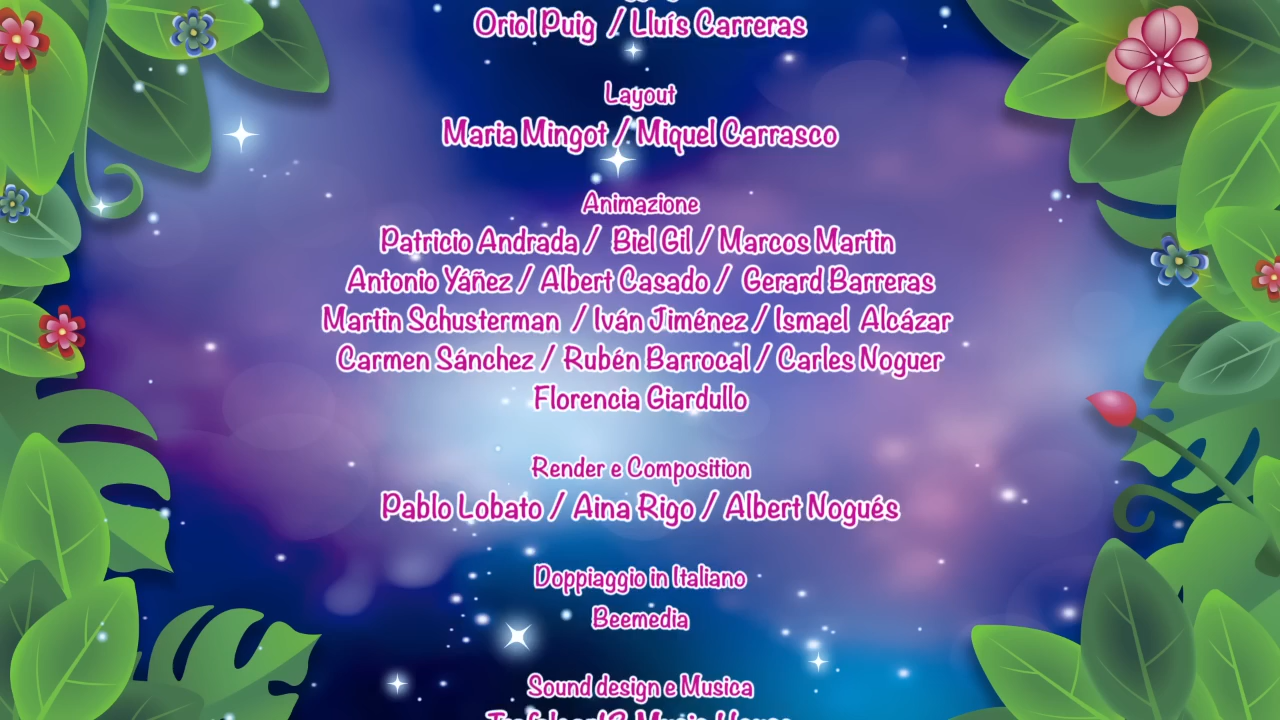 Oriol Puig / Lluís Carreras
Layout
Maria Mingot / Miquel Carrasco
Animazione
Patricio Andrada / Biel Gil / Marcos Martin
Antonio Yáñez / Albert Casado / Gerard Barreras
Martin Schusterman / Iván Jiménez / Ismael Alcázar
Carmen Sánchez / Rubén Barrocal / Carles Noguer
Florencia Giardullo
Render e Composition
Pablo Lobato / Aina Rigo / Albert Nogués
Doppiaggio in Italiano
Beemedia
Sound design e Musica